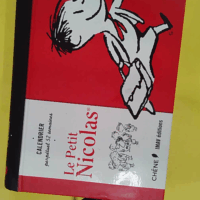 CALENDRIER
perpétuel 52 semaines
Le Petit
Nicolas®
CHÊNE
IMAV éditions